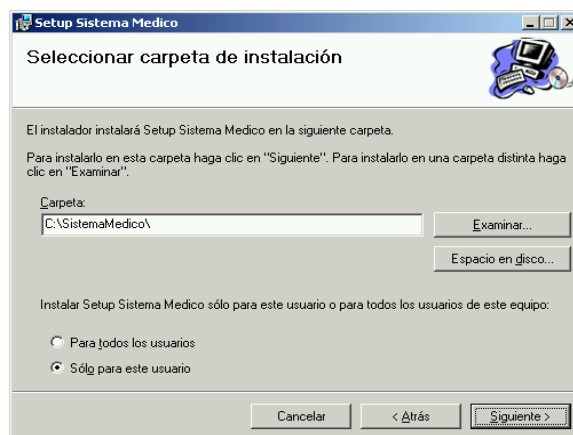 Setup Sistema Medico
Seleccionar carpeta de instalación
El instalador instalará Setup Sistema Medico en la siguiente carpeta.
Para instalarlo en esta carpeta haga clic en "Siguiente". Para instalarlo en una carpeta distinta haga
clic en "Examinar".
Carpeta:
C:\SistemaMedico\
Examinar...
Espacio en disco...
Instalar Setup Sistema Medico sólo para este usuario o para todos los usuarios de este equipo:
Para todos los usuarios
Sólo para este usuario
Cancelar
< Atrás
Siguiente >